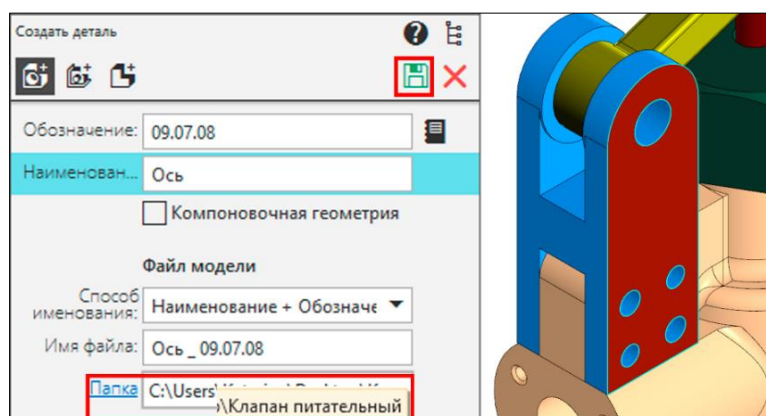 Создать деталь
Обозначение: 09.07.08
Наименован... Ось
Компоновочная геометрия
Файл модели
Способ
именования: Наименование + Обозначе
Имя файла: Ось _ 09.07.08
Папка C:\Users\
\Клапан питательный